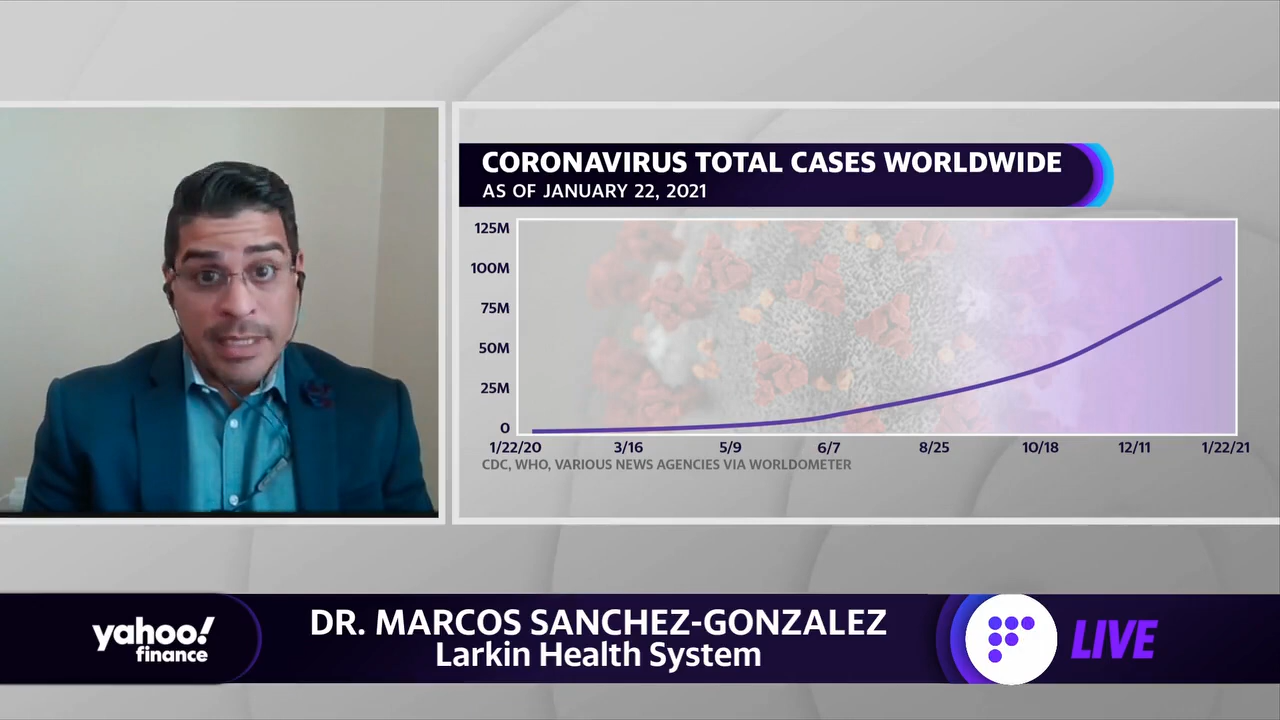 CORONAVIRUS TOTAL CASES WORLDWIDE
AS OF JANUARY 22, 2021
125M
100M
75M
50M
25M
0
1/22/20 3/16 5/9 6/7 8/25 10/18 12/11 1/22/21
CDC, WHO, VARIOUS NEWS AGENCIES VIA WORLDOMETER
yahoo!
finance
DR. MARCOS SANCHEZ-GONZALEZ
Larkin Health System
LIVE